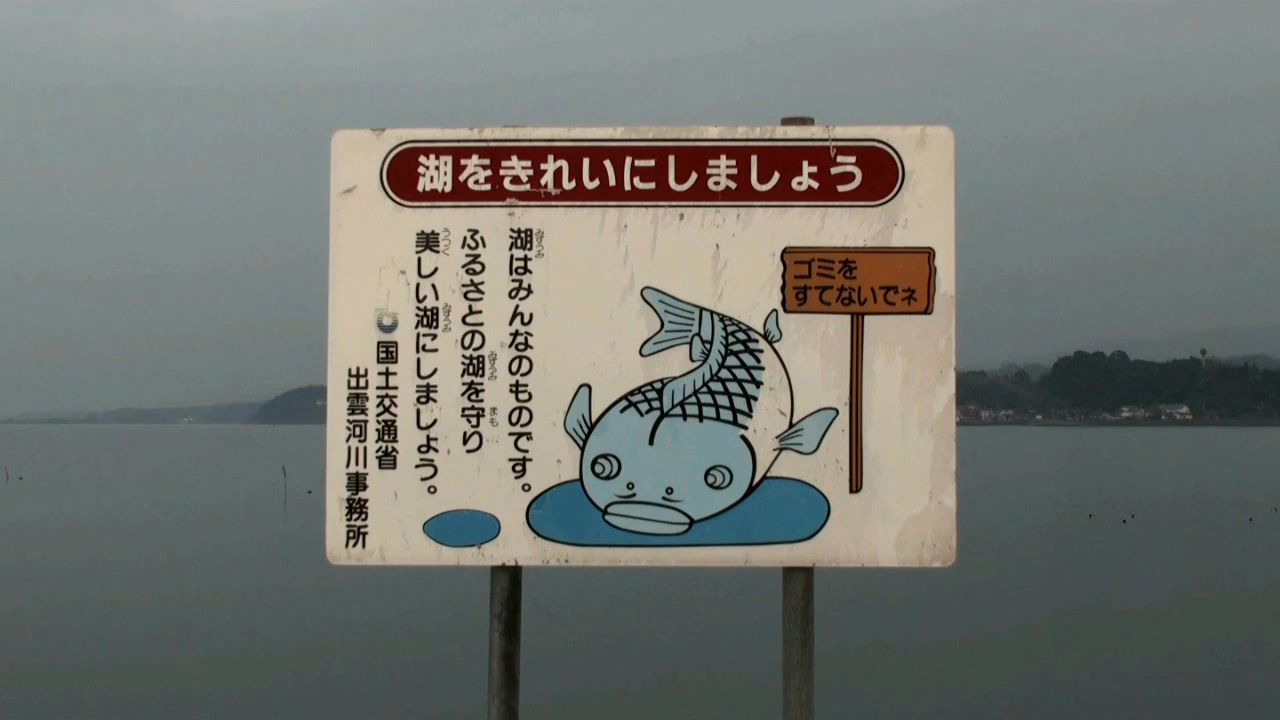 湖をきれいにしましょう
湖はみんなのものです。
ふるさとの湖を守り
美しい湖にしましょう。
国土交通省
出雲河川事務所
ゴミを
すてないでネ